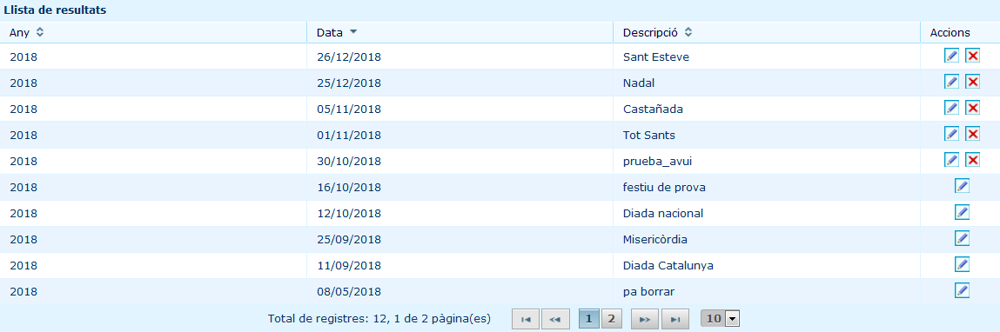 Llista de resultats
Any Data Descripció Accions
2018 26/12/2018 Sant Esteve
2018 25/12/2018 Nadal
2018 05/11/2018 Castañada
2018 01/11/2018 Tot Sants
2018 30/10/2018 prueba_avui
2018 16/10/2018 festiu de prova
2018 12/10/2018 Diada nacional
2018 25/09/2018 Misericòrdia
2018 11/09/2018 Diada Catalunya
2018 08/05/2018 pa borrar
Total de registres: 12, 1 de 2 pàgina(es) 1 2 10